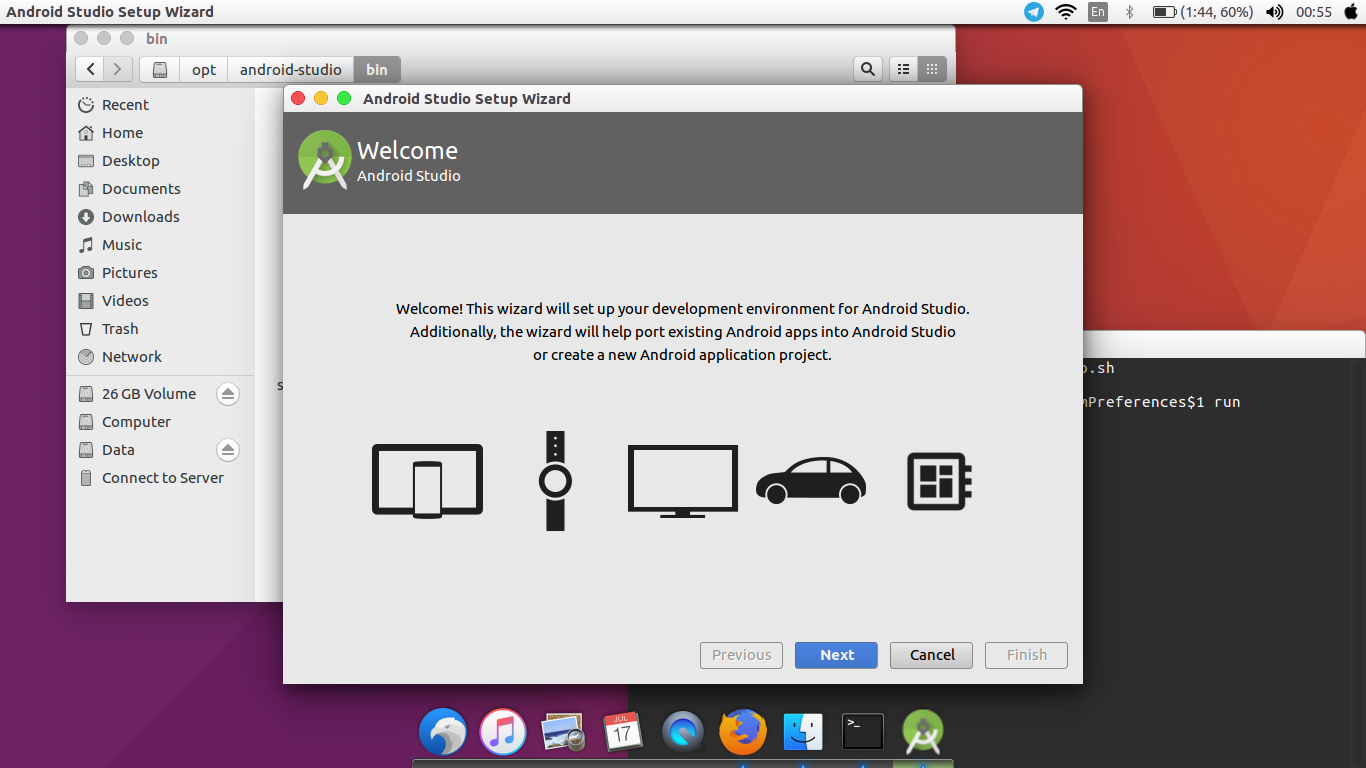 Android Studio Setup Wizard
En
(1:44, 60%)
00:55
bin
opt
android-studio
bin
Recent
Home
Desktop
Documents
Downloads
Music
Pictures
Videos
Trash
Network
26 GB Volume
Computer
Data
Connect to Server
s
Android Studio Setup Wizard
Welcome
Android Studio
Welcome! This wizard will set up your development environment for Android Studio.
Additionally, the wizard will help port existing Android apps into Android Studio
or create a new Android application project.
Previous
Next
Cancel
Finish
.sh
Preferences$1 run
JUL
17
>_